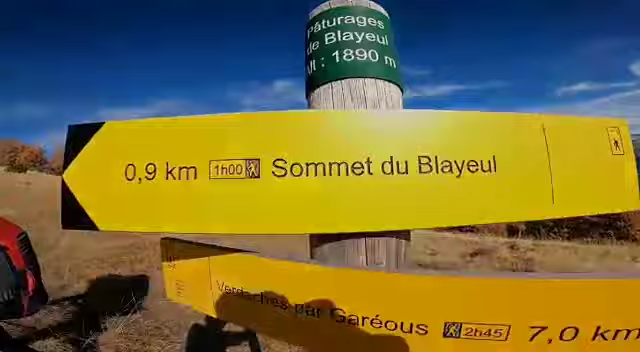 Pâturages
de Blayeul
Alt : 1890 m
0,9 km 1h00 Sommet du Blayeul
Verdaches par Garéous 2h45 7,0 km